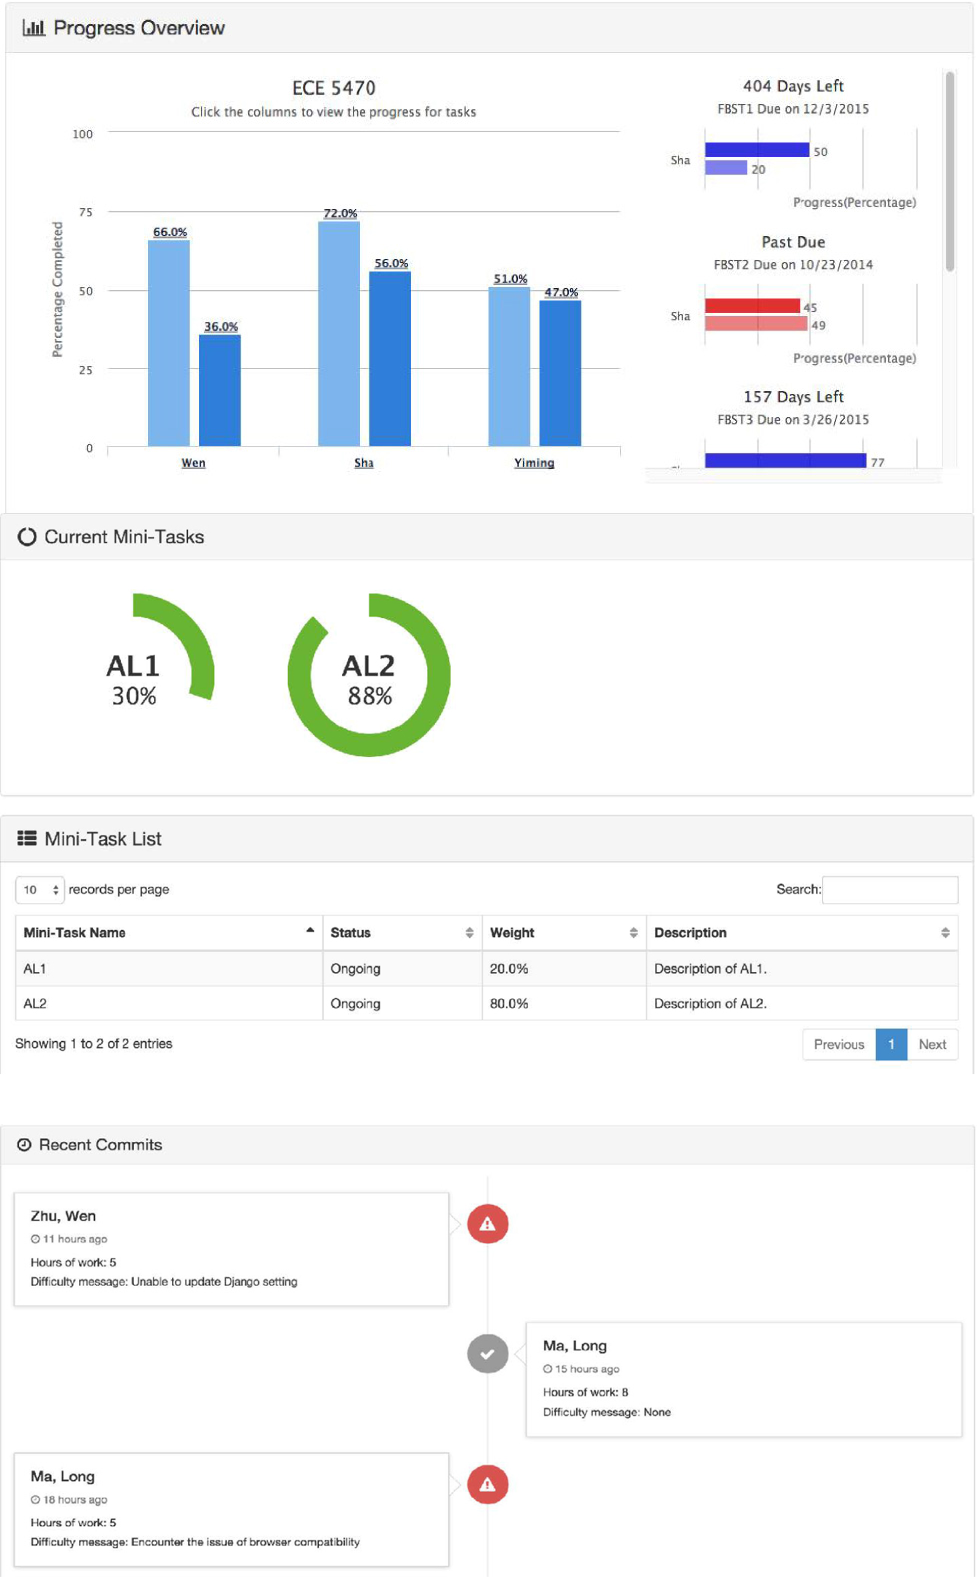 Progress Overview
ECE 5470
Click the columns to view the progress for tasks
Percentage Completed
100
75
50
25
0
66.0%
36.0%
72.0%
56.0%
51.0%
47.0%
Wen
Sha
Yiming
404 Days Left
FBST1 Due on 12/3/2015
Sha
50
20
Progress(Percentage)
Past Due
FBST2 Due on 10/23/2014
Sha
45
49
Progress(Percentage)
157 Days Left
FBST3 Due on 3/26/2015
77
Current Mini-Tasks
AL1
30%
AL2
88%
Mini-Task List
10 records per page
Search:
Mini-Task Name Status Weight Description
AL1 Ongoing 20.0% Description of AL1.
AL2 Ongoing 80.0% Description of AL2.
Showing 1 to 2 of 2 entries
Previous 1 Next
Recent Commits
Zhu, Wen
11 hours ago
Hours of work: 5
Difficulty message: Unable to update Django setting
Ma, Long
15 hours ago
Hours of work: 8
Difficulty message: None
Ma, Long
18 hours ago
Hours of work: 5
Difficulty message: Encounter the issue of browser compatibility